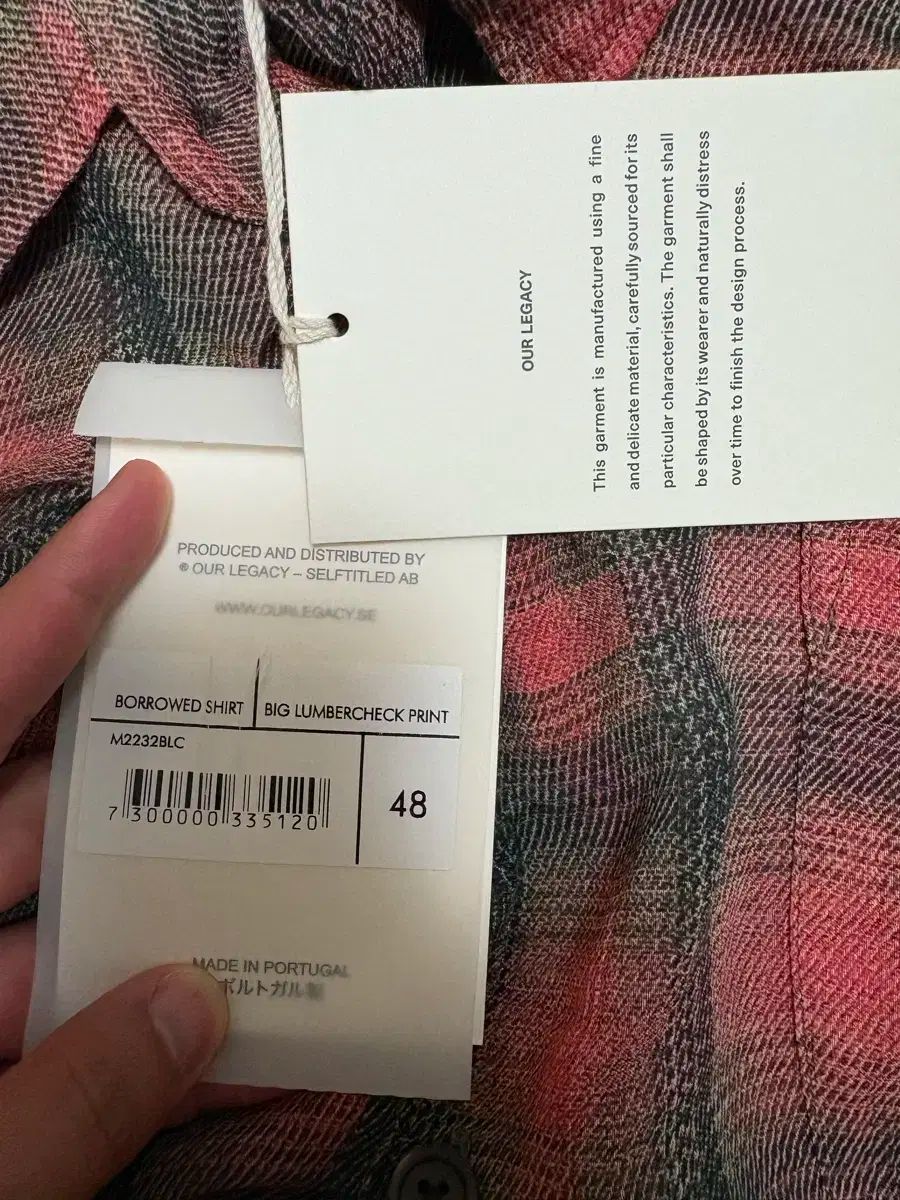 OUR LEGACY
This garment is manufactured using a fine
and delicate material, carefully sourced for its
particular characteristics. The garment shall
be shaped by its wearer and naturally distress
over time to finish the design process.
PRODUCED AND DISTRIBUTED BY
® OUR LEGACY – SELFTITLED AB
WWW.OURLEGACY.SE
BORROWED SHIRT BIG LUMBERCHECK PRINT
M2232BLC
48
7 300000 335120
MADE IN PORTUGAL
ポルトガル製